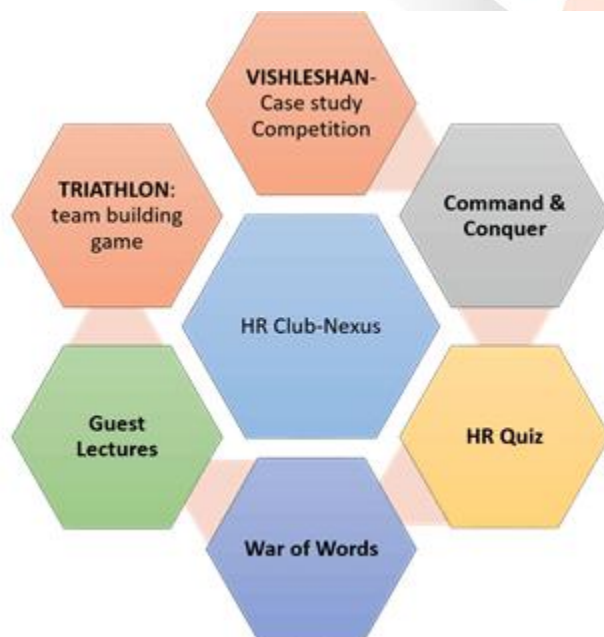 VISHLESHAN-
Case study
Competition
TRIATHLON:
team building
game
Command &
Conquer
HR Club-Nexus
Guest
Lectures
HR Quiz
War of Words